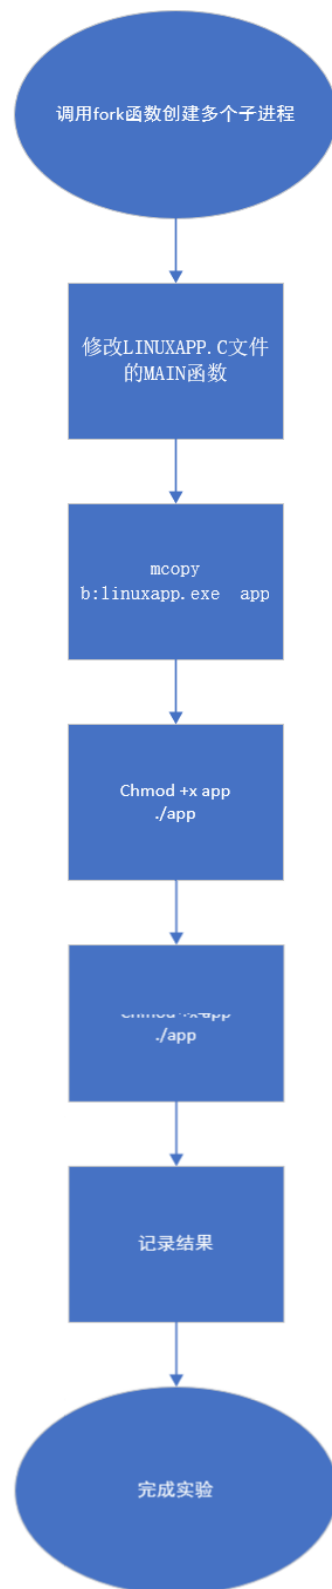 调用fork函数创建多个子进程
修改LINUXAPP.C文件
的MAIN函数
mcopy
b:linuxapp.exe  app
Chmod +x app
./app
./app
记录结果
完成实验